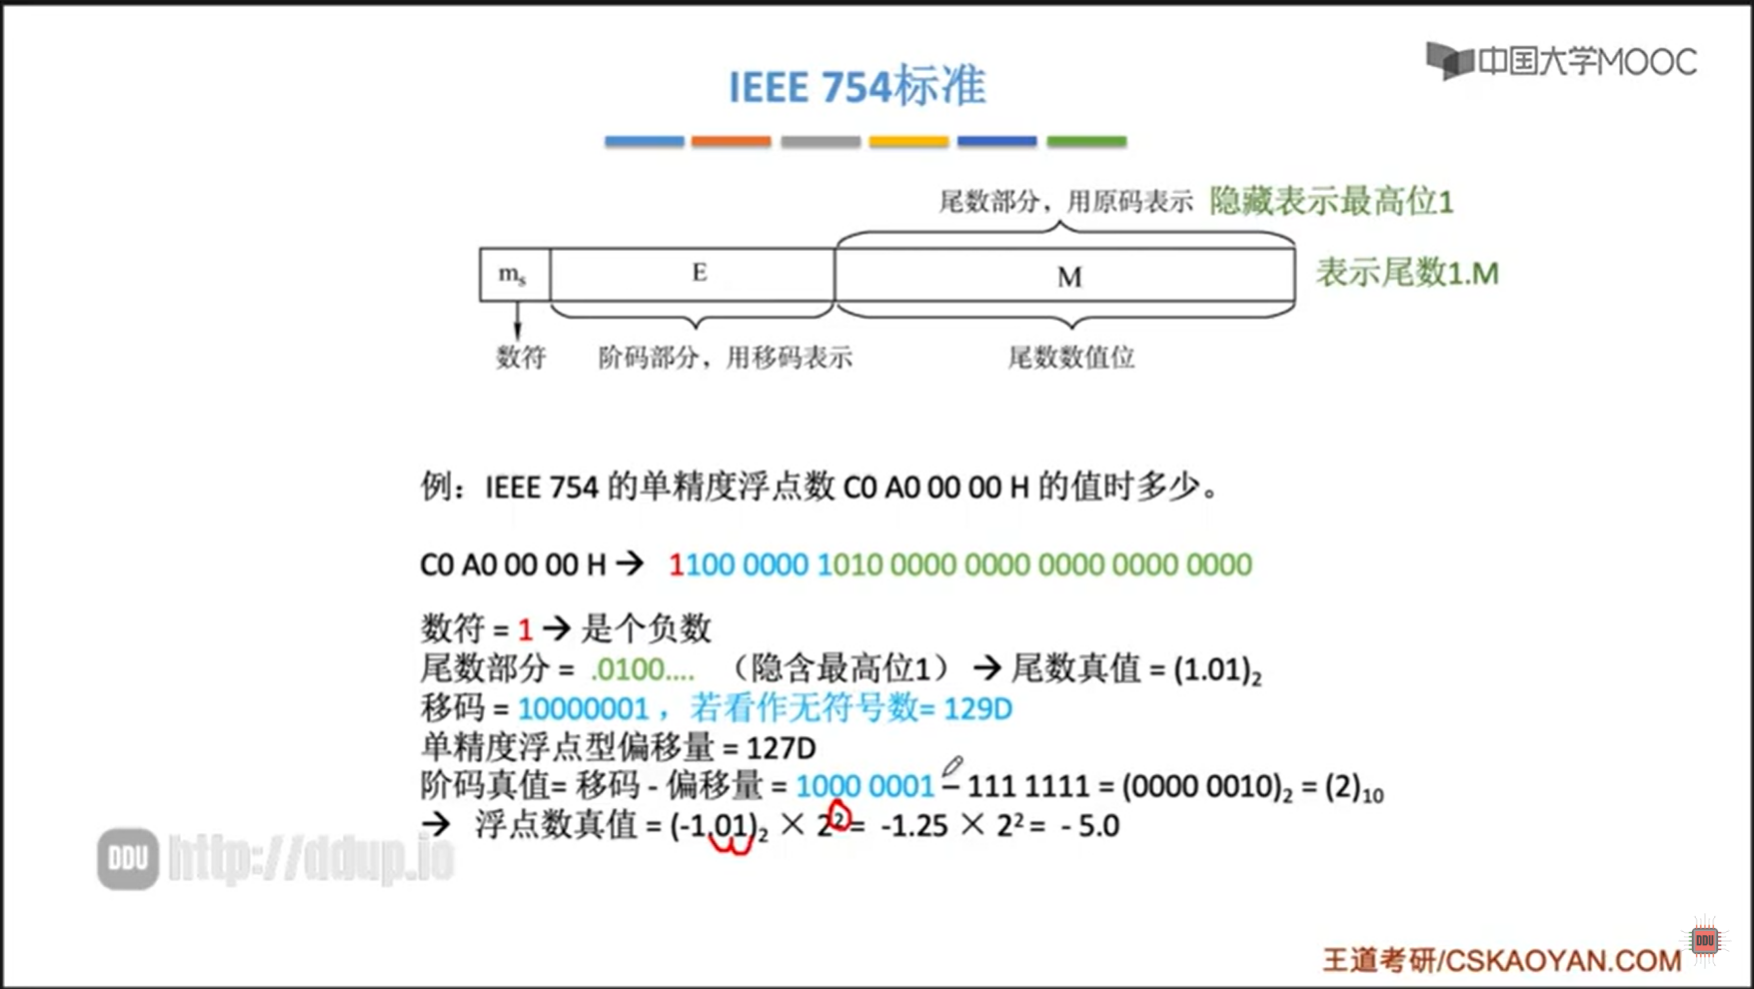 中国大学MOOC
IEEE 754标准
尾数部分，用原码表示 隐藏表示最高位1
mₛ E M 表示尾数1.M
数符 阶码部分，用移码表示 尾数数值位
例：IEEE 754 的单精度浮点数 C0 A0 00 00 H 的值时多少。
C0 A0 00 00 H → 1100 0000 1010 0000 0000 0000 0000 0000
数符 = 1 → 是个负数
尾数部分 = .0100.... （隐含最高位1） → 尾数真值 = (1.01)₂
移码 = 10000001 ，若看作无符号数= 129D
单精度浮点型偏移量 = 127D
阶码真值= 移码 - 偏移量 = 1000 0001 – 111 1111 = (0000 0010)₂ = (2)₁₀
→ 浮点数真值 = (-1.01)₂ × 2² = -1.25 × 2² = - 5.0
DDU http://ddup.io
王道考研/CSKAOYAN.COM
DDU